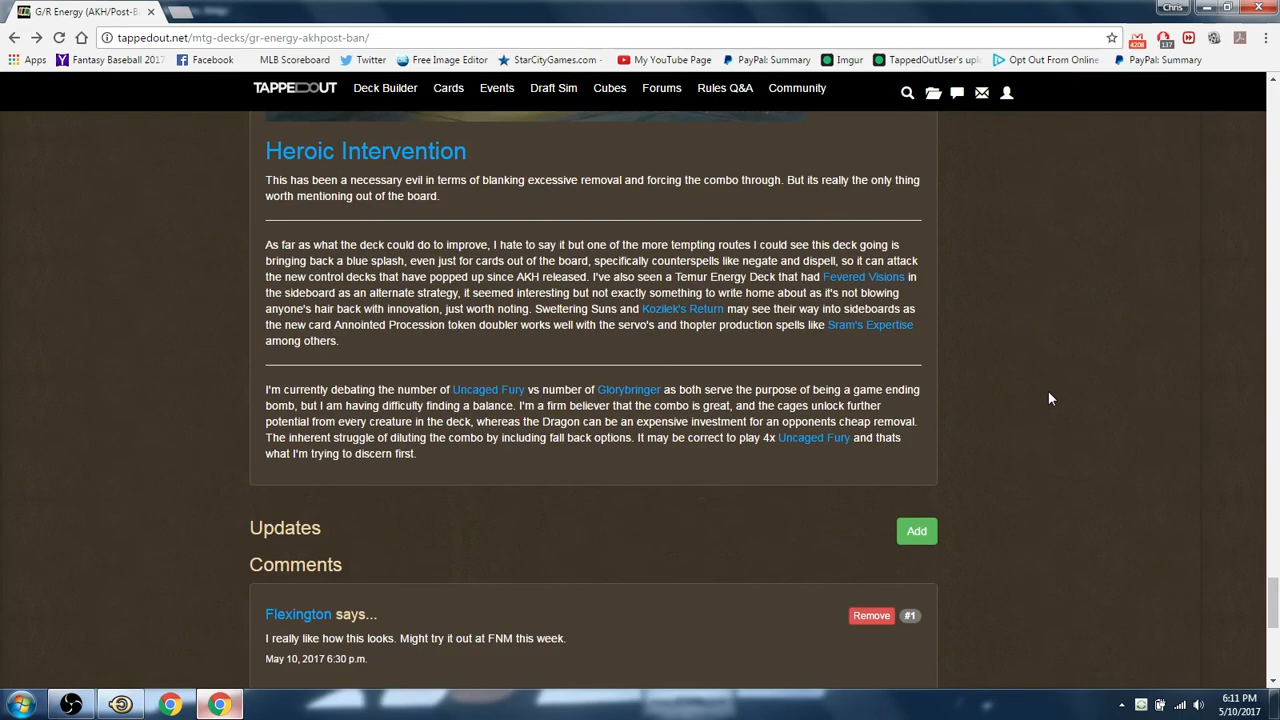 G/R Energy (AKH/Post-B
Chris
tappedout.net/mtg-decks/gr-energy-akhpost-ban/
4208
137
Apps
Fantasy Baseball 2017
Facebook
MLB Scoreboard
Twitter
Free Image Editor
StarCityGames.com -
My YouTube Page
PayPal: Summary
Imgur
TappedOutUser's uplo
Opt Out From Online
PayPal: Summary
TAPPEDOUT
Deck Builder
Cards
Events
Draft Sim
Cubes
Forums
Rules Q&A
Community
Heroic Intervention
This has been a necessary evil in terms of blanking excessive removal and forcing the combo through. But its really the only thing
worth mentioning out of the board.
As far as what the deck could do to improve, I hate to say it but one of the more tempting routes I could see this deck going is
bringing back a blue splash, even just for cards out of the board, specifically counterspells like negate and dispell, so it can attack
the new control decks that have popped up since AKH released. I've also seen a Temur Energy Deck that had Fevered Visions in
the sideboard as an alternate strategy, it seemed interesting but not exactly something to write home about as it's not blowing
anyone's hair back with innovation, just worth noting. Sweltering Suns and Kozilek's Return may see their way into sideboards as
the new card Annointed Procession token doubler works well with the servo's and thopter production spells like Sram's Expertise
among others.
I'm currently debating the number of Uncaged Fury vs number of Glorybringer as both serve the purpose of being a game ending
bomb, but I am having difficulty finding a balance. I'm a firm believer that the combo is great, and the cages unlock further
potential from every creature in the deck, whereas the Dragon can be an expensive investment for an opponents cheap removal.
The inherent struggle of diluting the combo by including fall back options. It may be correct to play 4x Uncaged Fury and thats
what I'm trying to discern first.
Updates
Add
Comments
Flexington says...
Remove
#1
I really like how this looks. Might try it out at FNM this week.
May 10, 2017 6:30 p.m.
6:11 PM
5/10/2017